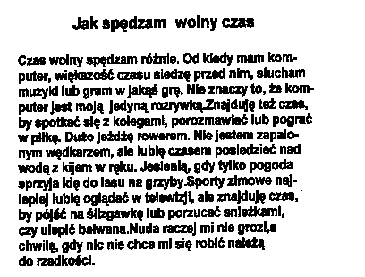 Jak spędzam wolny czas
Czas wolny spędzam różnie. Od kiedy mam kom-
puter, większość czasu siedzę przed nim, słucham
muzyki lub gram w jakąś grę. Nie znaczy to, że kom-
puter jest moją jedyną rozrywką.Znajduję też czas,
by spotkać się z kolegami, porozmawiać lub pograć
w piłkę. Dużo jeżdżę rowerem. Nie jestem zapalo-
nym wędkarzem, ale lubię czasem posiedzieć nad
wodą z kijem w ręku. Jesienią, gdy tylko pogoda
sprzyja idę do lasu na grzyby.Sporty zimowe naj-
lepiej lubię oglądać w telewizji, ale znajduję czas,
by pójść na ślizgawkę lub porzucać śnieżkami,
czy ulepić bałwana.Nuda raczej mi nie grozi,a
chwilę, gdy nic nie chce mi się robić należą
do rzadkości.